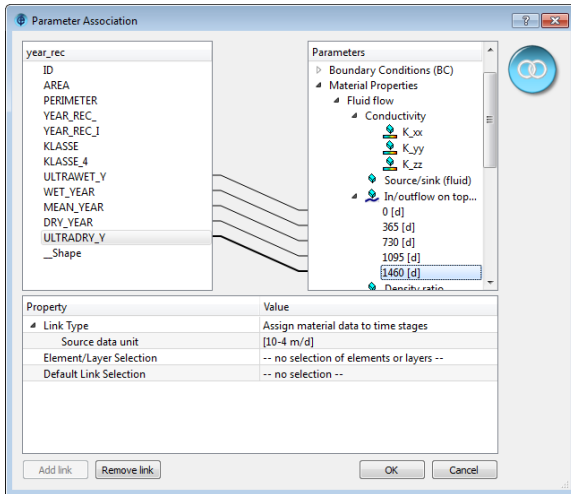 Parameter Association
year_rec
ID
AREA
PERIMETER
YEAR_REC_
YEAR_REC_I
KLASSE
KLASSE_4
ULTRAWET_Y
WET_YEAR
MEAN_YEAR
DRY_YEAR
ULTRADRY_Y
__Shape
Parameters
Boundary Conditions (BC)
Material Properties
Fluid flow
Conductivity
K_xx
K_yy
K_zz
Source/sink (fluid)
In/outflow on top...
0 [d]
365 [d]
730 [d]
1095 [d]
1460 [d]
Density ratio
Property Value
Link Type Assign material data to time stages
Source data unit [10-4 m/d]
Element/Layer Selection -- no selection of elements or layers --
Default Link Selection -- no selection --
Add link Remove link OK Cancel